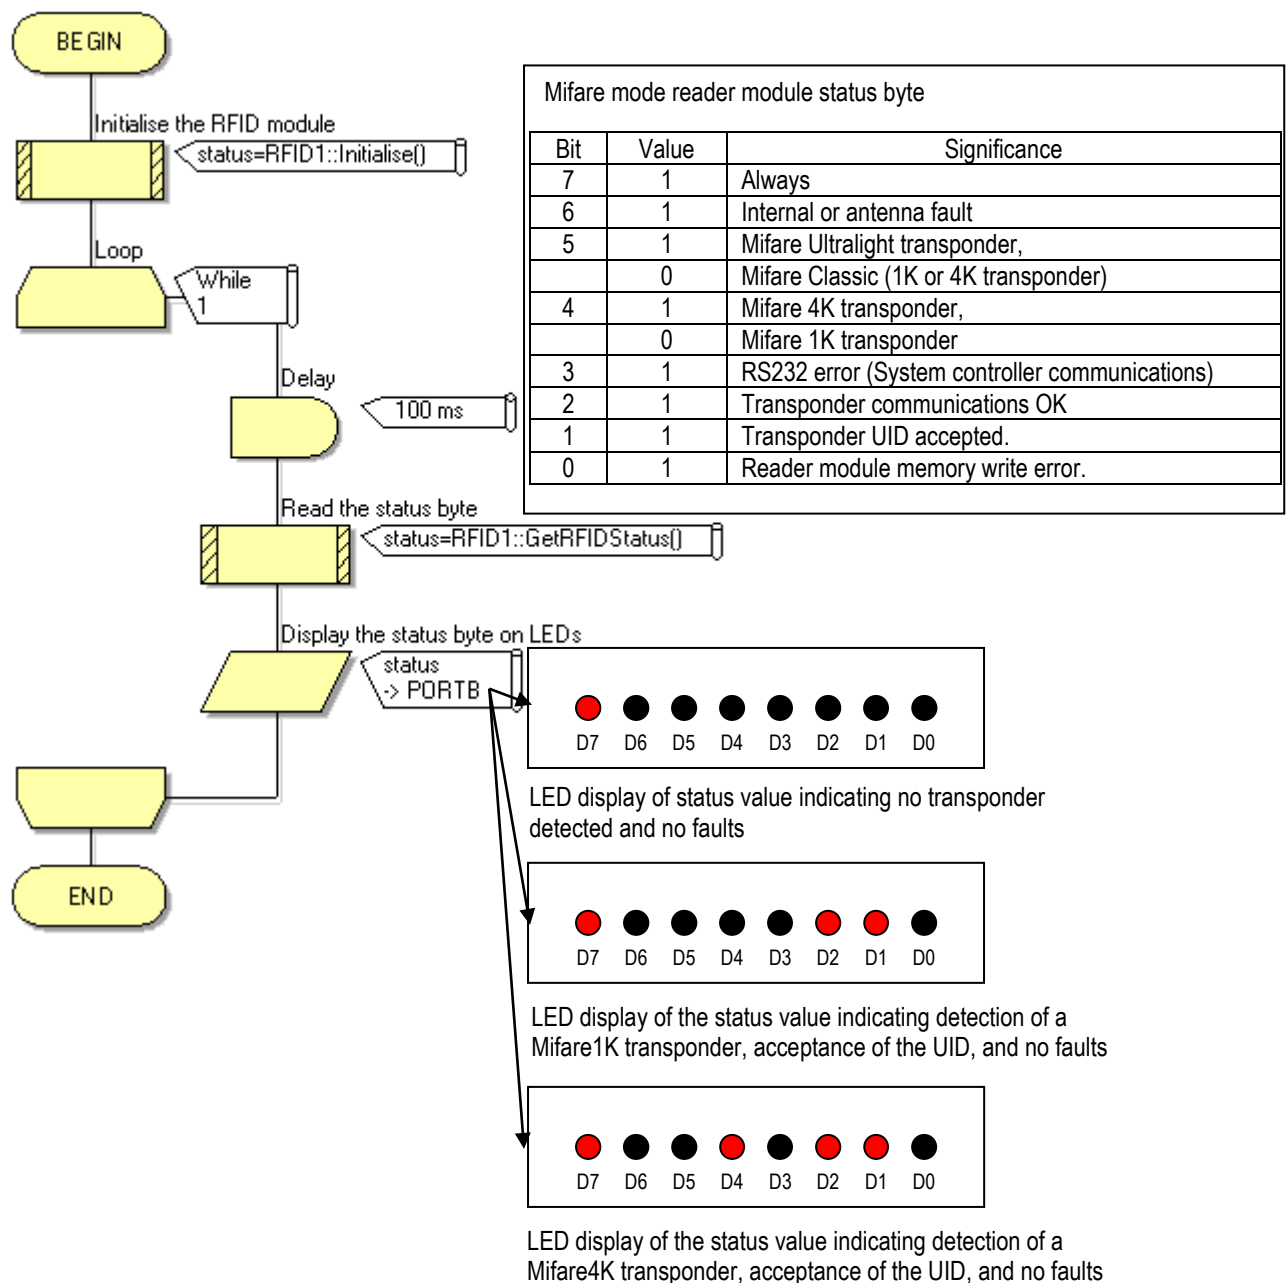 BEGIN
Initialise the RFID module
status=RFID1::Initialise()
Loop
While
1
Delay
100 ms
Read the status byte
status=RFID1::GetRFIDStatus()
Display the status byte on LEDs
status
-> PORTB
END
Mifare mode reader module status byte
Bit Value Significance
7 1 Always
6 1 Internal or antenna fault
5 1 Mifare Ultralight transponder,
0 Mifare Classic (1K or 4K transponder)
4 1 Mifare 4K transponder,
0 Mifare 1K transponder
3 1 RS232 error (System controller communications)
2 1 Transponder communications OK
1 1 Transponder UID accepted.
0 1 Reader module memory write error.
D7 D6 D5 D4 D3 D2 D1 D0
LED display of status value indicating no transponder
detected and no faults
D7 D6 D5 D4 D3 D2 D1 D0
LED display of the status value indicating detection of a
Mifare1K transponder, acceptance of the UID, and no faults
D7 D6 D5 D4 D3 D2 D1 D0
LED display of the status value indicating detection of a
Mifare4K transponder, acceptance of the UID, and no faults